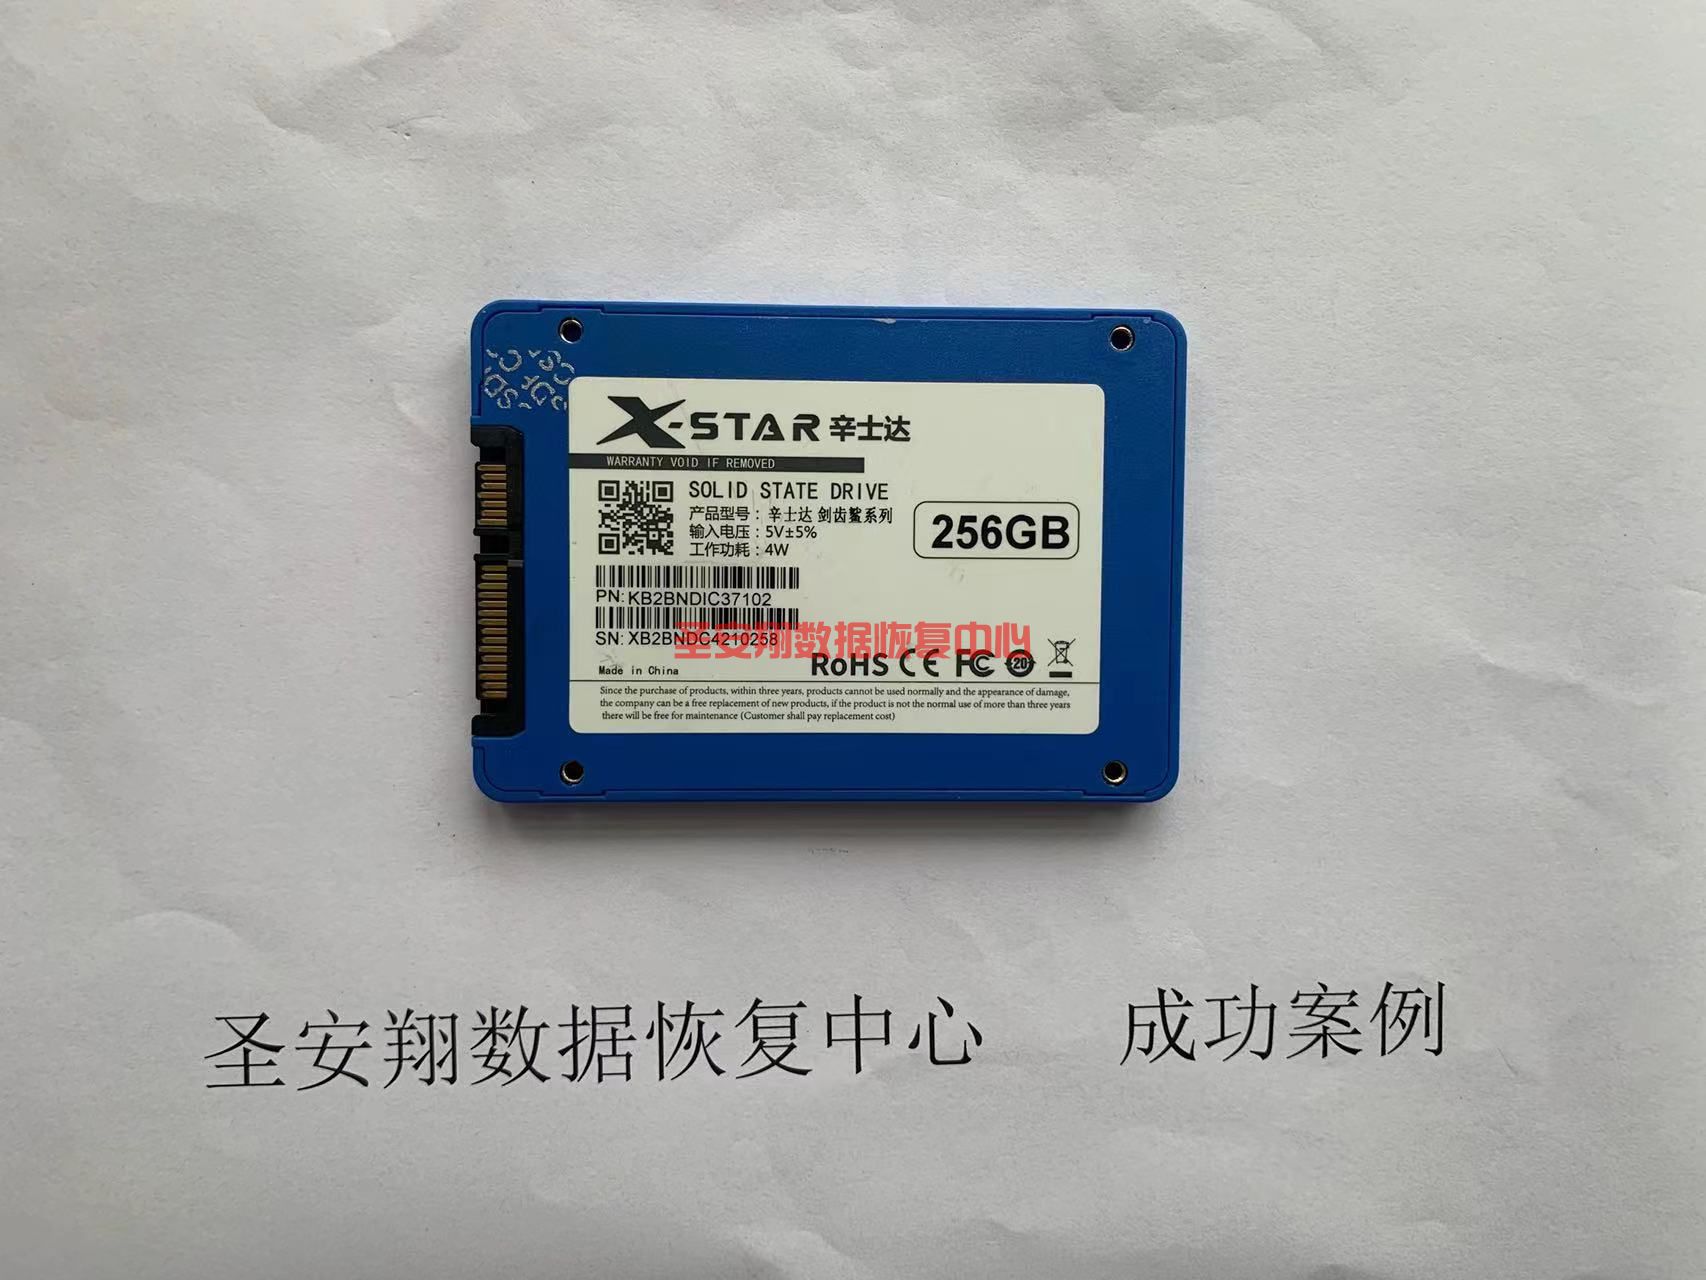 X-STAR 辛士达
WARRANTY VOID IF REMOVED
SOLID STATE DRIVE
产品型号：辛士达 剑齿鲨系列
输入电压：5V±5%
工作功耗：4W
256GB
PN:KB2BNDIC37102
SN:XB2BNDC4210258
圣安翔数据恢复中心
Made in China
RoHS CE FC 20
Since the purchase of products, within three years, products cannot be used normally and the appearance of damage,
the company can be a free replacement of new products, if the product is not the normal use of more than three years
there will be free for maintenance (Customer shall pay replacement cost)
圣安翔数据恢复中心 成功案例